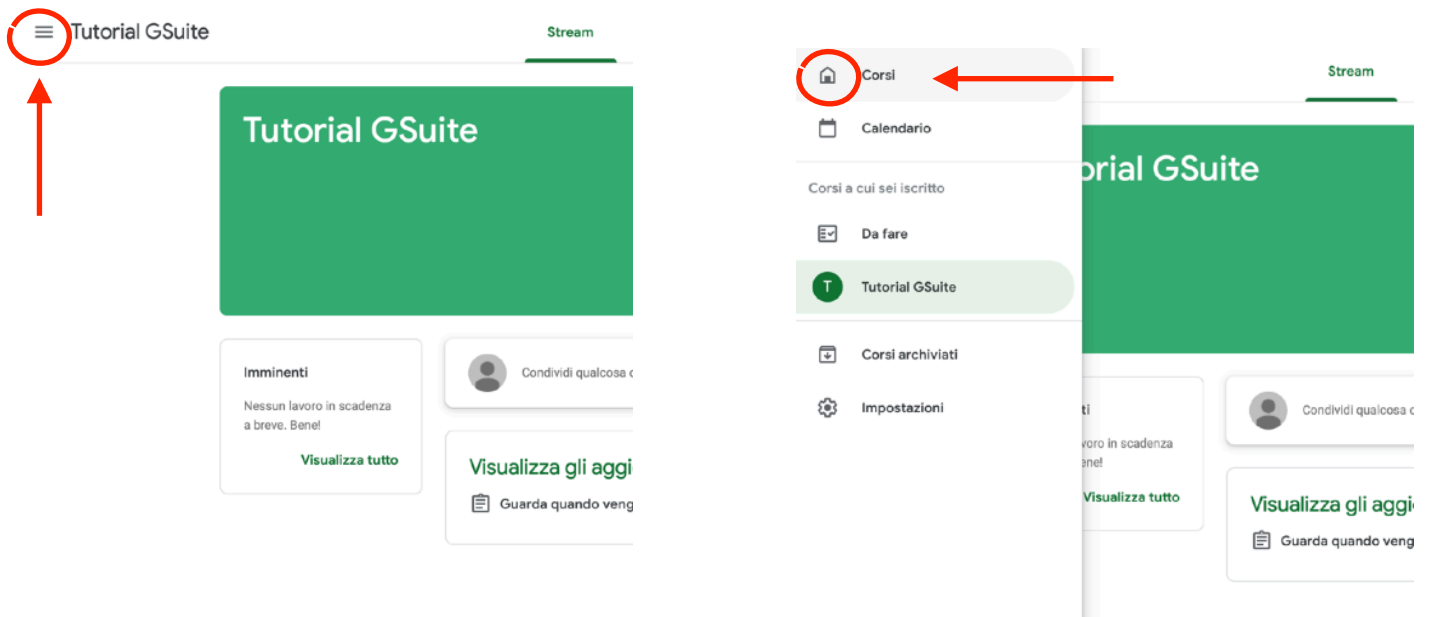 Tutorial GSuite
Stream
Tutorial GSuite
Imminenti
Nessun lavoro in scadenza
a breve. Bene!
Visualizza tutto
Condividi qualcosa c
Visualizza gli aggi
Guarda quando veng
Corsi
Calendario
Corsi a cui sei iscritto
Da fare
T Tutorial GSuite
Corsi archiviati
Impostazioni
Stream
orial GSuite
ti
voro in scadenza
ene!
Visualizza tutto
Condividi qualcosa c
Visualizza gli aggi
Guarda quando veng